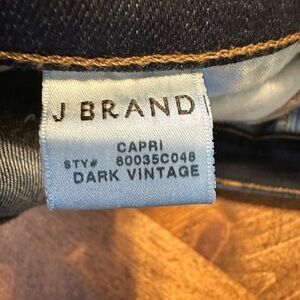 J BRAND
CAPRI
STY# 80035C048
DARK VINTAGE